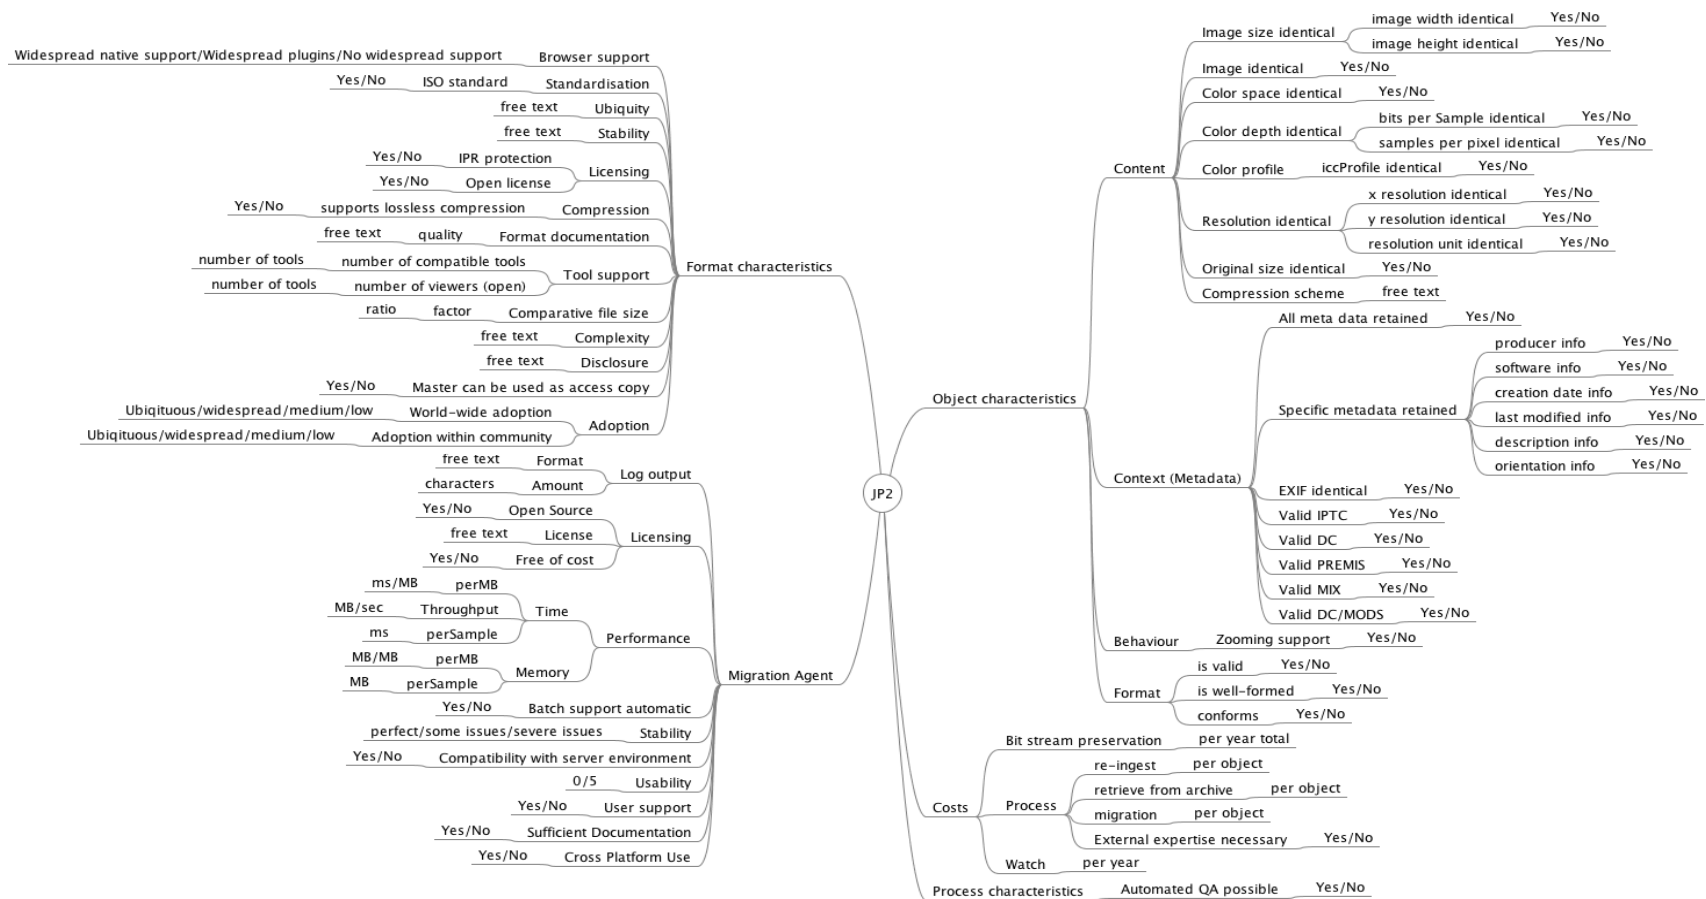 JP2
Format characteristics
Browser support
Widespread native support/Widespread plugins/No widespread support
Standardisation
ISO standard
Yes/No
Ubiquity
free text
Stability
free text
Licensing
IPR protection
Yes/No
Open license
Yes/No
Compression
supports lossless compression
Yes/No
Format documentation
quality
free text
Tool support
number of compatible tools
number of tools
number of viewers (open)
number of tools
Comparative file size
factor
ratio
Complexity
free text
Disclosure
free text
Master can be used as access copy
Yes/No
Adoption
World-wide adoption
Ubiqituous/widespread/medium/low
Adoption within community
Ubiqituous/widespread/medium/low
Migration Agent
Log output
Format
free text
Amount
characters
Licensing
Open Source
Yes/No
License
free text
Free of cost
Yes/No
Performance
Time
perMB
ms/MB
Throughput
MB/sec
perSample
ms
Memory
perMB
MB/MB
perSample
MB
Batch support automatic
Yes/No
Stability
perfect/some issues/severe issues
Compatibility with server environment
Yes/No
Usability
0/5
User support
Yes/No
Sufficient Documentation
Yes/No
Cross Platform Use
Yes/No
Object characteristics
Content
Image size identical
image width identical
Yes/No
image height identical
Yes/No
Image identical
Yes/No
Color space identical
Yes/No
Color depth identical
bits per Sample identical
Yes/No
samples per pixel identical
Yes/No
Color profile
iccProfile identical
Yes/No
Resolution identical
x resolution identical
Yes/No
y resolution identical
Yes/No
resolution unit identical
Yes/No
Original size identical
Yes/No
Compression scheme
free text
Context (Metadata)
All meta data retained
Yes/No
Specific metadata retained
producer info
Yes/No
software info
Yes/No
creation date info
Yes/No
last modified info
Yes/No
description info
Yes/No
orientation info
Yes/No
EXIF identical
Yes/No
Valid IPTC
Yes/No
Valid DC
Yes/No
Valid PREMIS
Yes/No
Valid MIX
Yes/No
Valid DC/MODS
Yes/No
Behaviour
Zooming support
Yes/No
Format
is valid
Yes/No
is well-formed
Yes/No
conforms
Yes/No
Costs
Bit stream preservation
per year total
Process
re-ingest
per object
retrieve from archive
per object
migration
per object
External expertise necessary
Yes/No
Watch
per year
Process characteristics
Automated QA possible
Yes/No